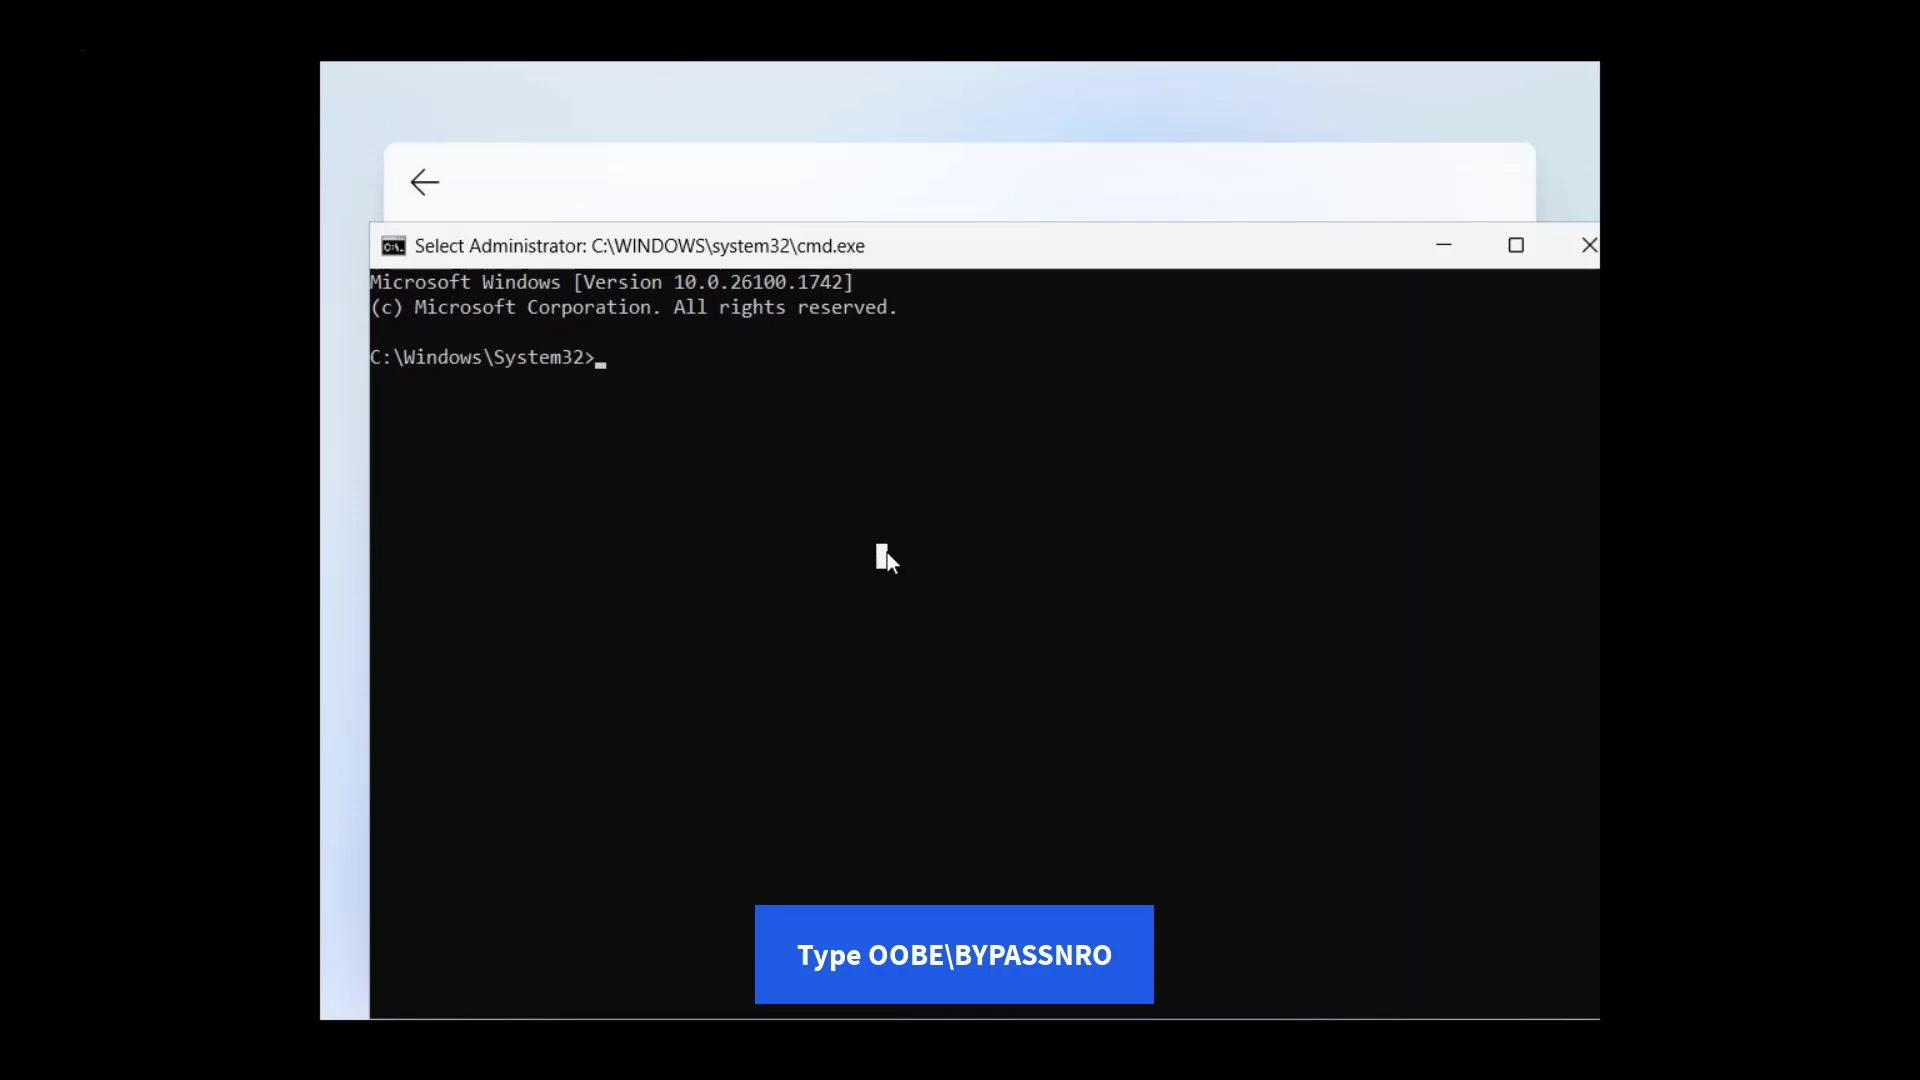 Select Administrator: C:\WINDOWS\system32\cmd.exe
Microsoft Windows [Version 10.0.26100.1742]
(c) Microsoft Corporation. All rights reserved.
C:\Windows\System32>
Type OOBE\BYPASSNRO